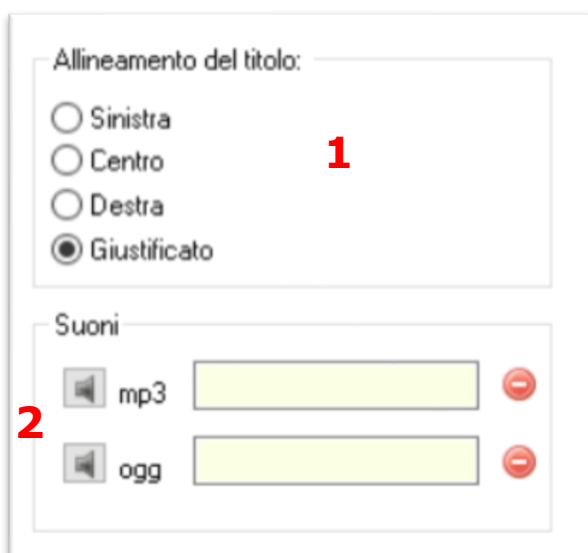 Allineamento del titolo:
Sinistra
1
Centro
Destra
Giustificato
Suoni
mp3
2
ogg